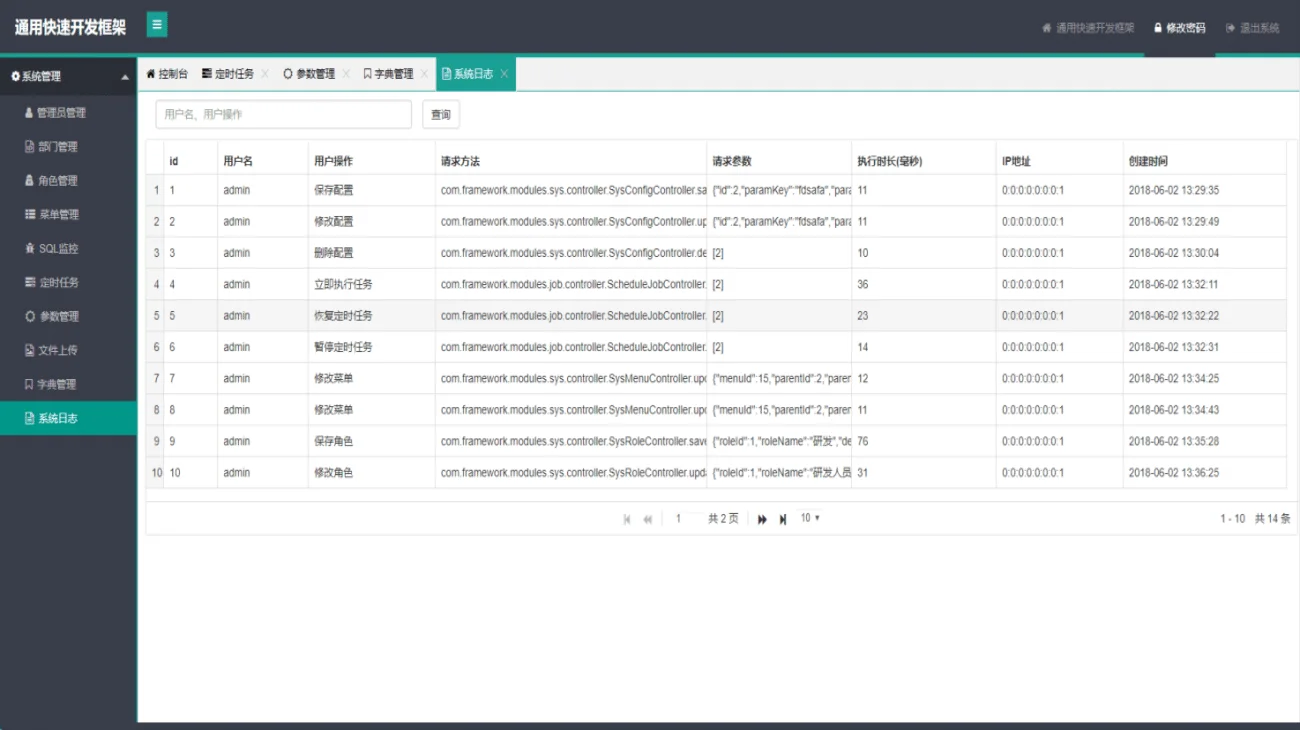 通用快速开发框架
通用快速开发框架 修改密码 退出系统
系统管理
管理员管理
部门管理
角色管理
菜单管理
SQL监控
定时任务
参数管理
文件上传
字典管理
系统日志
控制台 定时任务 参数管理 字典管理 系统日志
用户名、用户操作 查询
id 用户名 用户操作 请求方法 请求参数 执行时长(毫秒) IP地址 创建时间
1 1 admin 保存配置 com.framework.modules.sys.controller.SysConfigController.sa {"id":2,"paramKey":"fdsafa","para 11 0:0:0:0:0:0:0:1 2018-06-02 13:29:35
2 2 admin 修改配置 com.framework.modules.sys.controller.SysConfigController.up {"id":2,"paramKey":"fdsafa","para 11 0:0:0:0:0:0:0:1 2018-06-02 13:29:49
3 3 admin 删除配置 com.framework.modules.sys.controller.SysConfigController.de [2] 10 0:0:0:0:0:0:0:1 2018-06-02 13:30:04
4 4 admin 立即执行任务 com.framework.modules.job.controller.ScheduleJobController. [2] 36 0:0:0:0:0:0:0:1 2018-06-02 13:32:11
5 5 admin 恢复定时任务 com.framework.modules.job.controller.ScheduleJobController. [2] 23 0:0:0:0:0:0:0:1 2018-06-02 13:32:22
6 6 admin 暂停定时任务 com.framework.modules.job.controller.ScheduleJobController. [2] 14 0:0:0:0:0:0:0:1 2018-06-02 13:32:31
7 7 admin 修改菜单 com.framework.modules.sys.controller.SysMenuController.upd {"menuId":15,"parentId":2,"paren 12 0:0:0:0:0:0:0:1 2018-06-02 13:34:25
8 8 admin 修改菜单 com.framework.modules.sys.controller.SysMenuController.upd {"menuId":15,"parentId":2,"paren 11 0:0:0:0:0:0:0:1 2018-06-02 13:34:43
9 9 admin 保存角色 com.framework.modules.sys.controller.SysRoleController.save {"roleId":1,"roleName":"研发","de 76 0:0:0:0:0:0:0:1 2018-06-02 13:35:28
10 10 admin 修改角色 com.framework.modules.sys.controller.SysRoleController.upda {"roleId":1,"roleName":"研发人员 31 0:0:0:0:0:0:0:1 2018-06-02 13:36:25
1 共 2 页 10 1 - 10 共 14 条